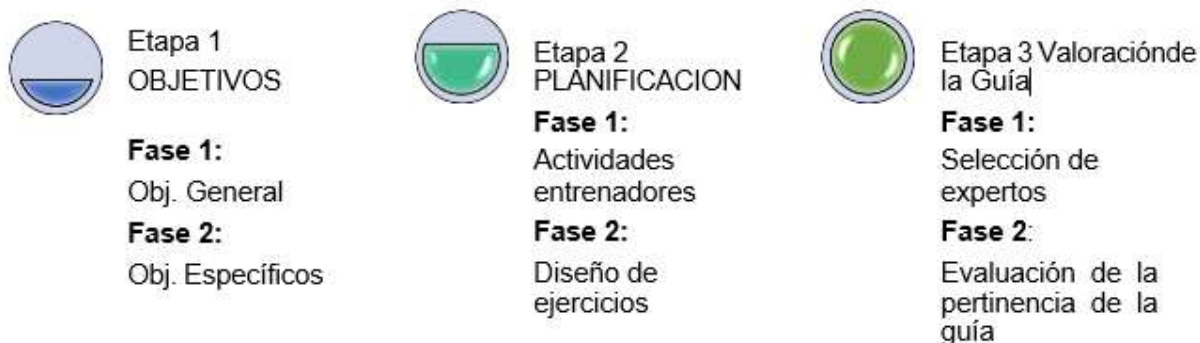 Etapa 1
OBJETIVOS
Fase 1:
Obj. General
Fase 2:
Obj. Específicos
Etapa 2
PLANIFICACION
Fase 1:
Actividades
entrenadores
Fase 2:
Diseño de
ejercicios
Etapa 3 Valoraciónde
la Guía
Fase 1:
Selección de
expertos
Fase 2:
Evaluación de la
pertinencia de la
guía